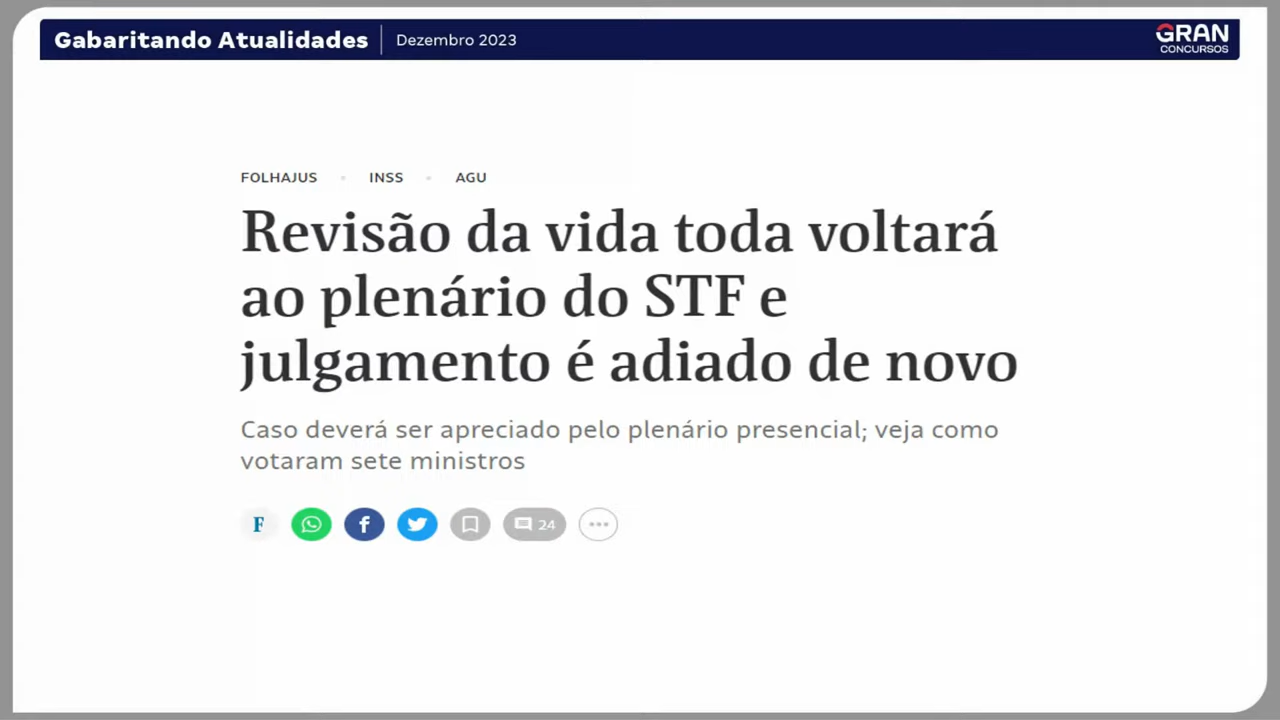 Gabaritando Atualidades Dezembro 2023
GRAN
CONCURSOS
FOLHAJUS INSS AGU
Revisão da vida toda voltará
ao plenário do STF e
julgamento é adiado de novo
Caso deverá ser apreciado pelo plenário presencial; veja como
votaram sete ministros
F f 24